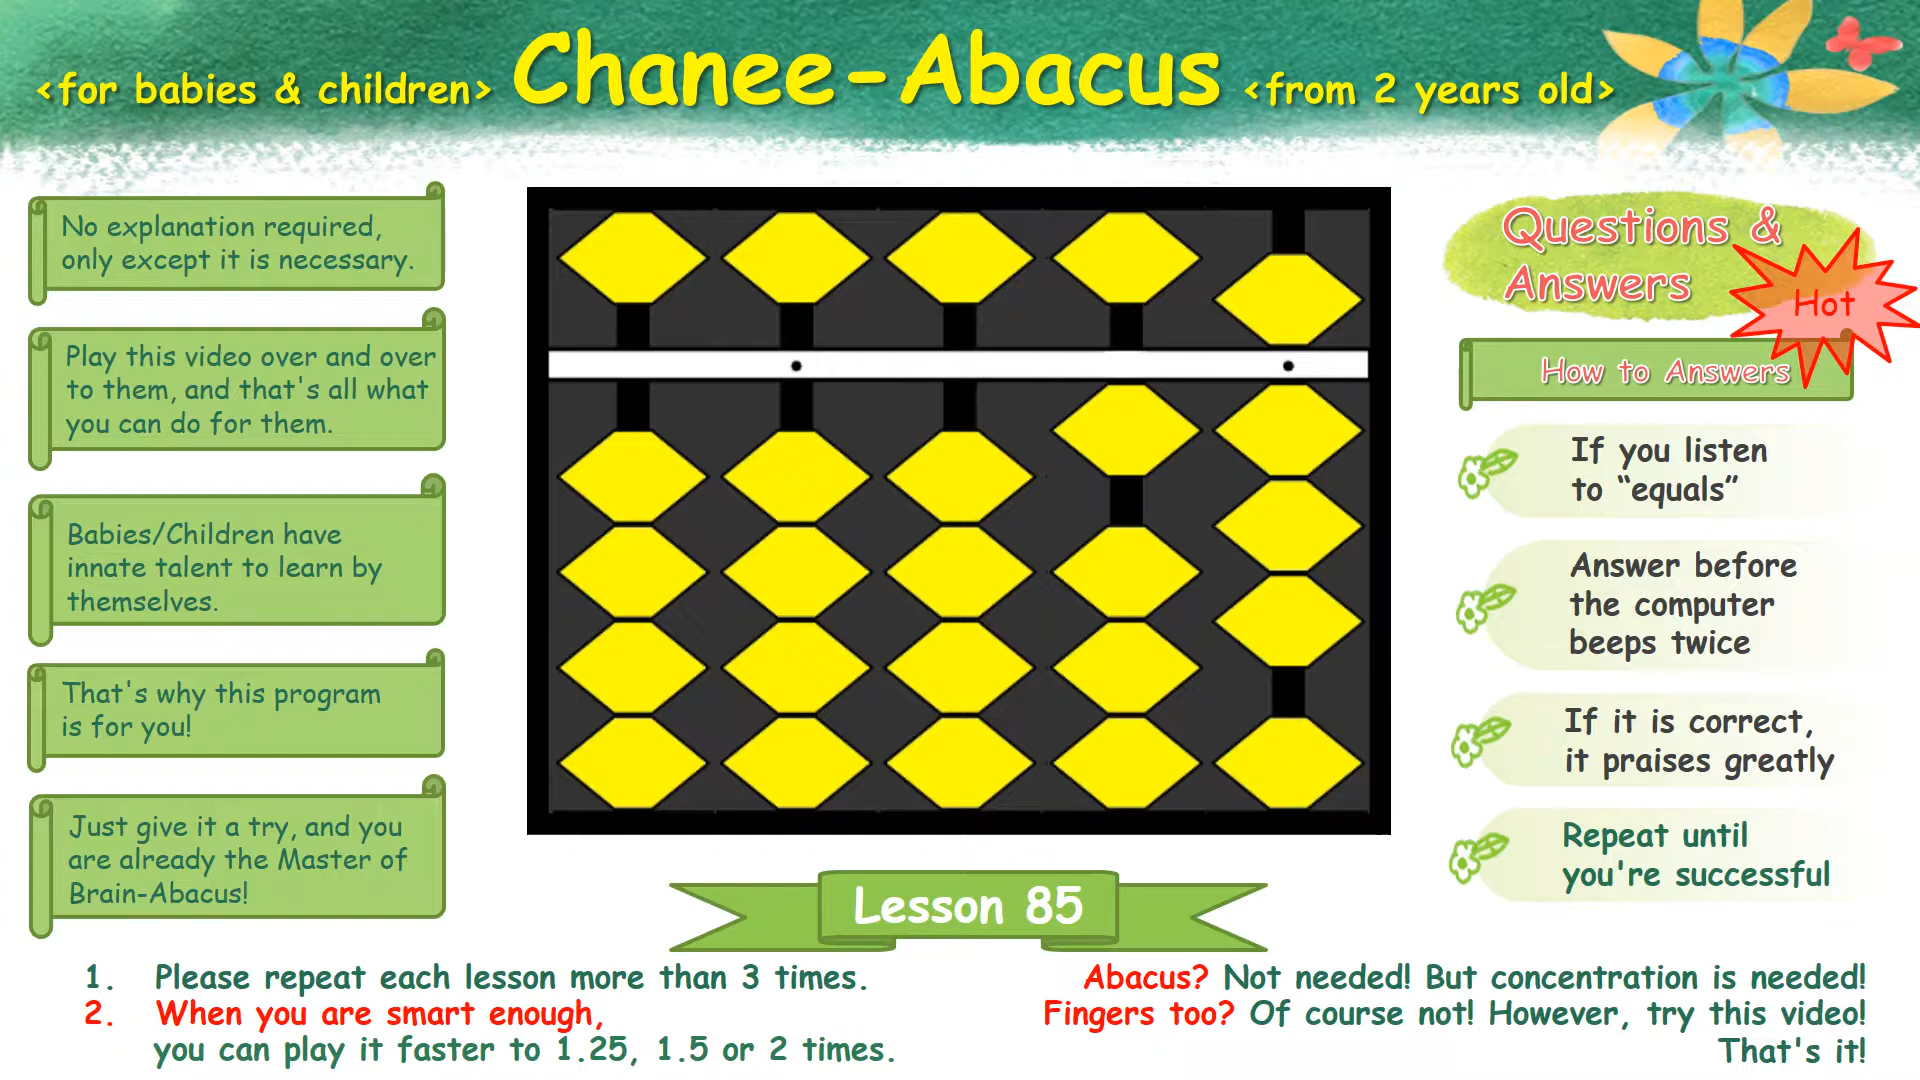 <for babies & children> Chanee-Abacus <from 2 years old>
No explanation required,
only except it is necessary.
Play this video over and over
to them, and that's all what
you can do for them.
Babies/Children have
innate talent to learn by
themselves.
That's why this program
is for you!
Just give it a try, and you
are already the Master of
Brain-Abacus!
Questions &
Answers
Hot
How to Answers
If you listen
to “equals”
Answer before
the computer
beeps twice
If it is correct,
it praises greatly
Repeat until
you're successful
Lesson 85
1. Please repeat each lesson more than 3 times.
2. When you are smart enough,
you can play it faster to 1.25, 1.5 or 2 times.
Abacus? Not needed! But concentration is needed!
Fingers too? Of course not! However, try this video!
That's it!